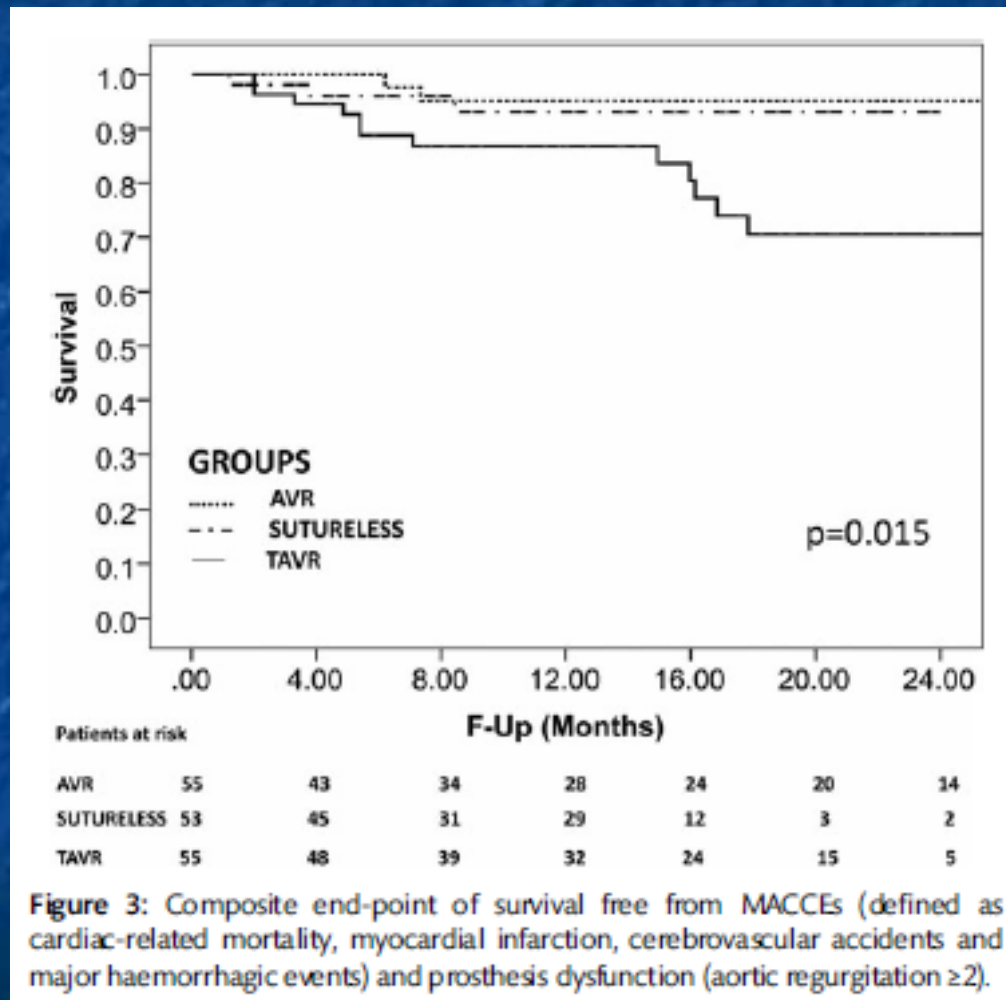 1.0
0.9
0.8
0.7
0.6
0.5
0.4
0.3
0.2
0.1
0.0
Survival
GROUPS
AVR
SUTURELESS
TAVR
p=0.015
.00 4.00 8.00 12.00 16.00 20.00 24.00
F-Up (Months)
Patients at risk
AVR 55 43 34 28 24 20 14
SUTURELESS 53 45 31 29 12 3 2
TAVR 55 48 39 32 24 15 5
Figure 3: Composite end-point of survival free from MACCEs (defined as
cardiac-related mortality, myocardial infarction, cerebrovascular accidents and
major haemorrhagic events) and prosthesis dysfunction (aortic regurgitation ≥2).